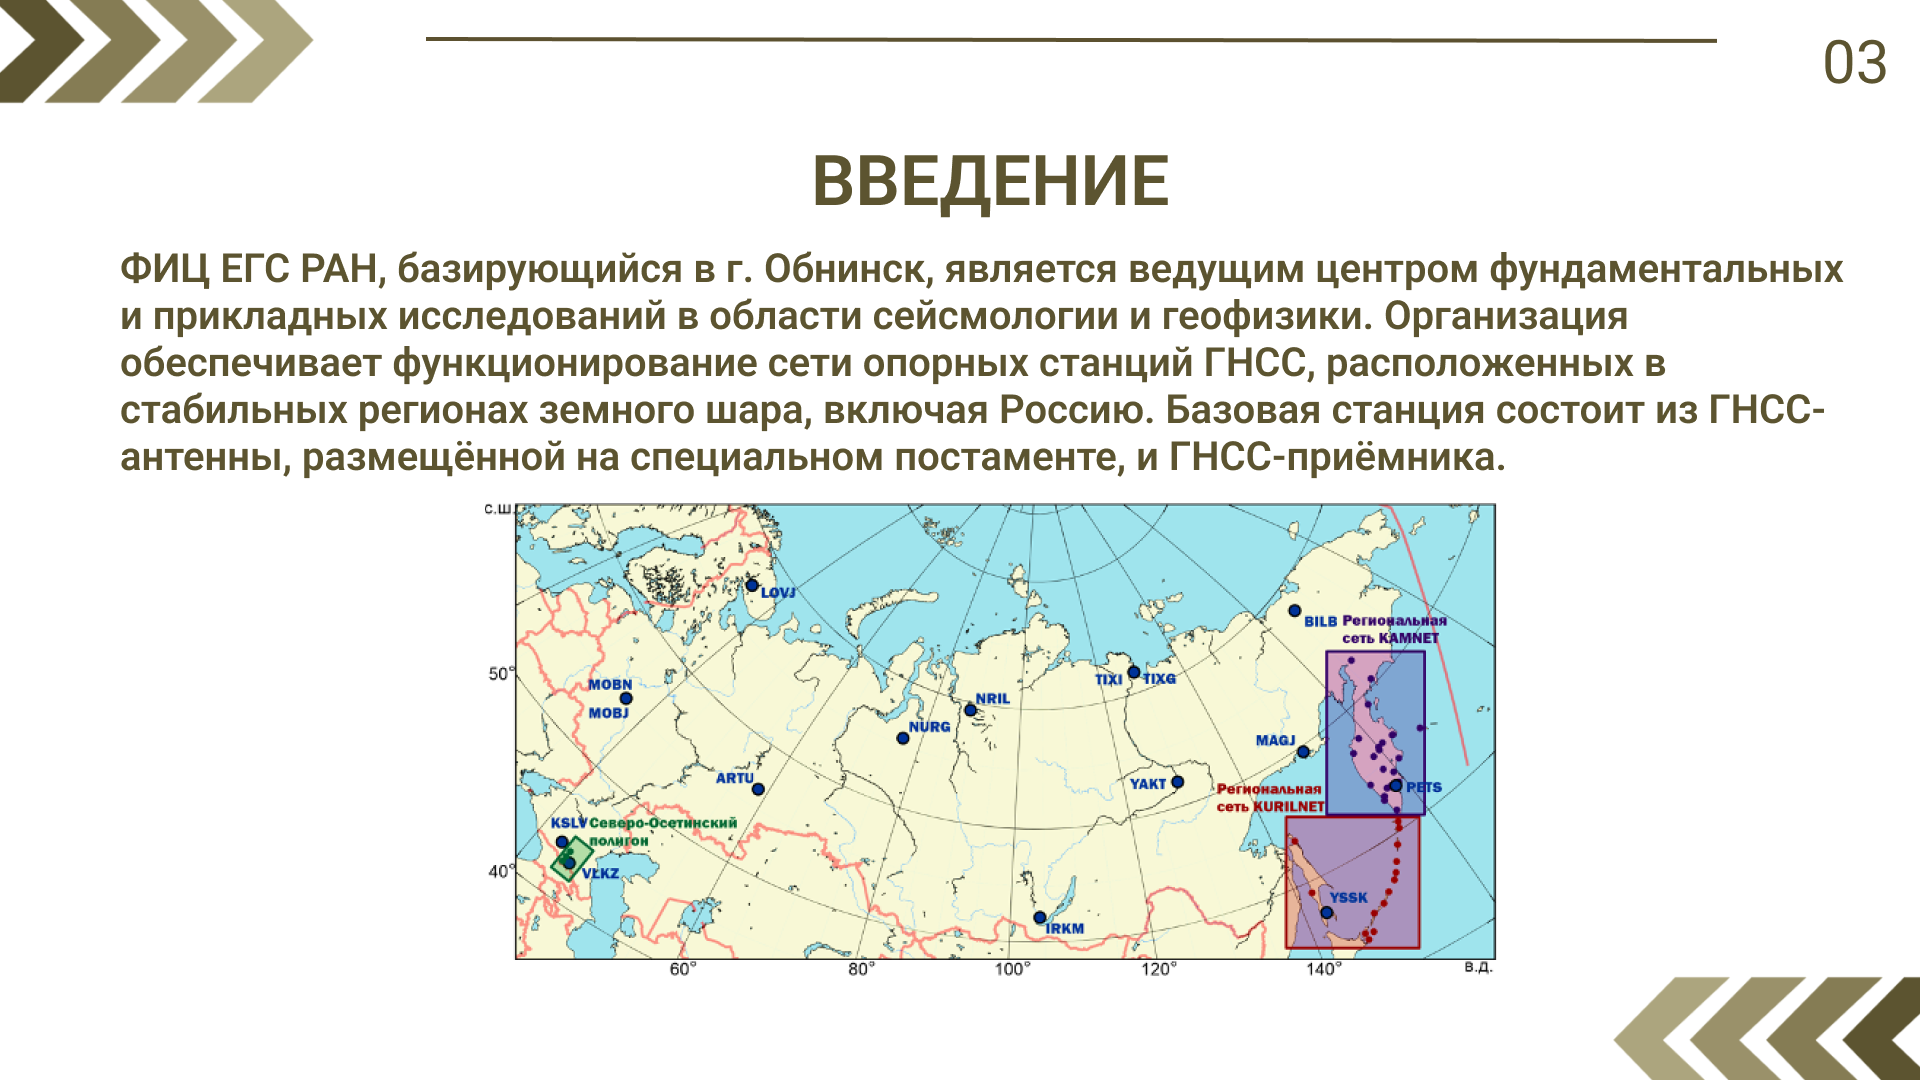 03
ВВЕДЕНИЕ
ФИЦ ЕГС РАН, базирующийся в г. Обнинск, является ведущим центром фундаментальных
и прикладных исследований в области сейсмологии и геофизики. Организация
обеспечивает функционирование сети опорных станций ГНСС, расположенных в
стабильных регионах земного шара, включая Россию. Базовая станция состоит из ГНСС-
антенны, размещённой на специальном постаменте, и ГНСС-приёмника.
с.ш.
LOVJ
BILB
Региональная
сеть KAMNET
50°
MOBN
MOBJ
TIXI
TIXG
NRIL
NURG
MAGJ
ARTU
YAKT
PETS
Региональная
сеть KURILNET
KSLV
Северо-Осетинский
полигон
40°
VLKZ
YSSK
IRKM
60°
80°
100°
120°
140°
в.д.